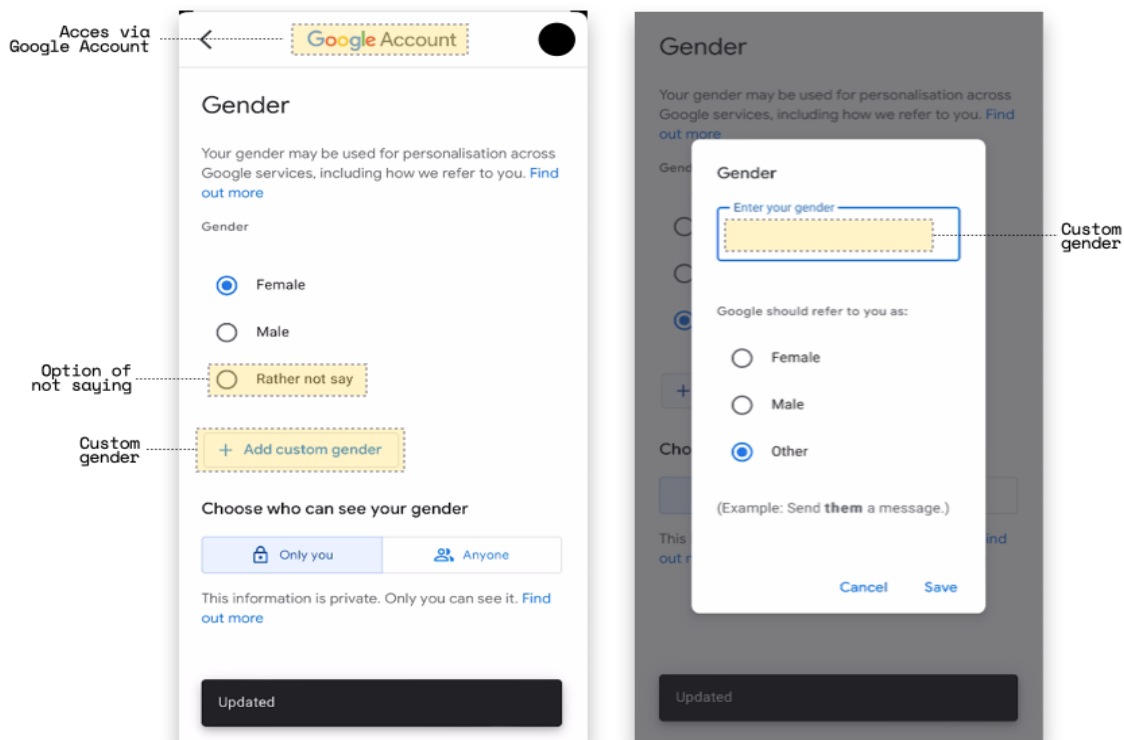 Acces via
Google Account
Google Account
Gender
Your gender may be used for personalisation across
Google services, including how we refer to you. Find
out more
Gender
Female
Male
Option of
not saying
Rather not say
Custom
gender
+ Add custom gender
Choose who can see your gender
Only you
Anyone
This information is private. Only you can see it. Find
out more
Updated
Gender
Your gender may be used for personalisation across
Google services, including how we refer to you. Find
out more
Gend
Gender
Enter your gender
Custom
gender
Google should refer to you as:
Female
Male
Other
+
Cho
(Example: Send them a message.)
This
ind
out r
Cancel
Save
Updated